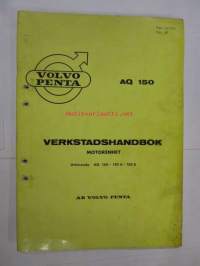 VOLVO
PENTA
AQ 150
VERKSTADSHANDBOK
MOTORENHET
AB VOLVO PENTA